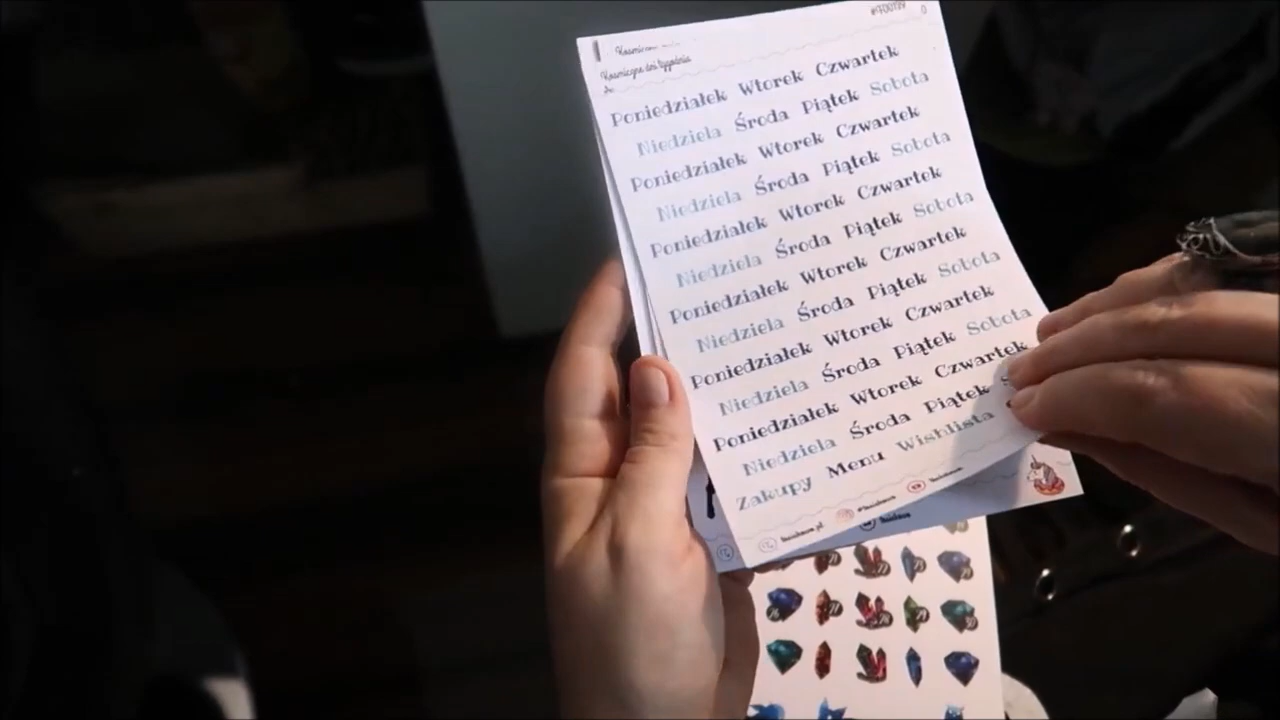 Kosmiczne dni tygodnia
Poniedziałek Wtorek Czwartek
Niedziela Środa Piątek Sobota
Poniedziałek Wtorek Czwartek
Niedziela Środa Piątek Sobota
Poniedziałek Wtorek Czwartek
Niedziela Środa Piątek Sobota
Poniedziałek Wtorek Czwartek
Niedziela Środa Piątek Sobota
Poniedziałek Wtorek Czwartek
Niedziela Środa Piątek Sobota
Poniedziałek Wtorek Czwartek
Niedziela Środa Piątek
Zakupy Menu Wishlista